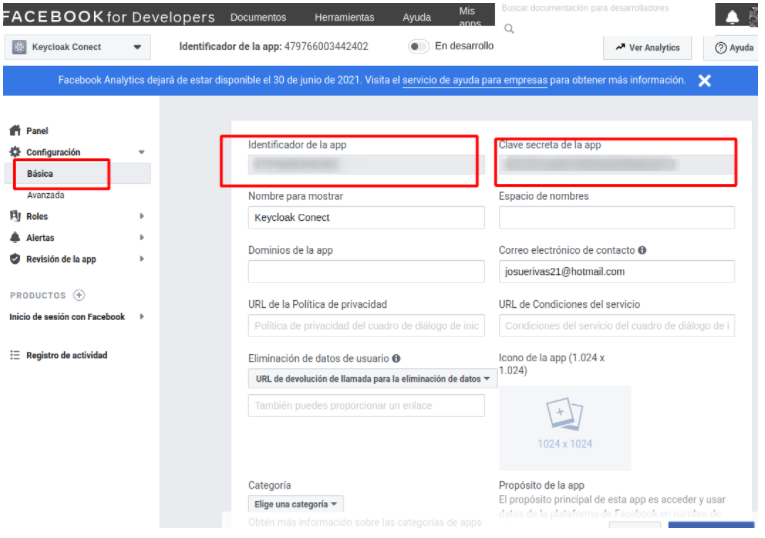 FACEBOOK for Developers
Documentos
Herramientas
Ayuda
Mis apps
Buscar documentación para desarrolladores
Keycloak Conect
Identificador de la app: 479766003442402
En desarrollo
Ver Analytics
Ayuda
Facebook Analytics dejará de estar disponible el 30 de junio de 2021. Visita el servicio de ayuda para empresas para obtener más información.
Panel
Configuración
Básica
Avanzada
Roles
Alertas
Revisión de la app
PRODUCTOS
Inicio de sesión con Facebook
Registro de actividad
Identificador de la app
Clave secreta de la app
Nombre para mostrar
Keycloak Conect
Espacio de nombres
Dominios de la app
Correo electrónico de contacto
josuerivas21@hotmail.com
URL de la Política de privacidad
Política de privacidad del cuadro de diálogo de inic
URL de Condiciones del servicio
Condiciones del servicio del cuadro de diálogo de i
Eliminación de datos de usuario
URL de devolución de llamada para la eliminación de datos
También puedes proporcionar un enlace
Icono de la app (1.024 x
1.024)
1024 x 1024
Categoría
Elige una categoría
Obtén más información sobre las categorías de apps
Propósito de la app
El propósito principal de esta app es acceder y usar
datos de la plataforma de Facebook en nombre de